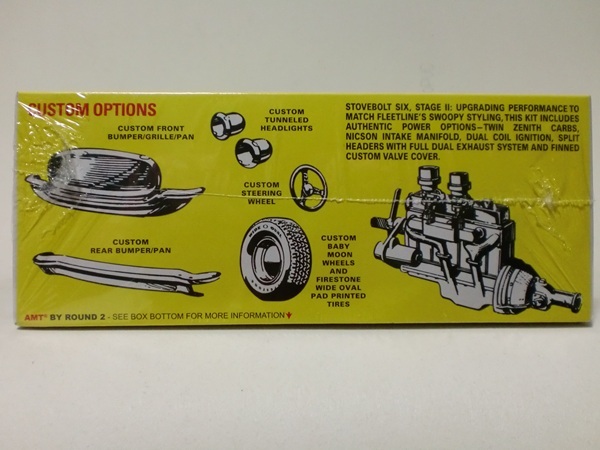 CUSTOM OPTIONS
CUSTOM FRONT
BUMPER/GRILLE/PAN
CUSTOM
TUNNELED
HEADLIGHTS
CUSTOM
STEERING
WHEEL
CUSTOM
REAR BUMPER/PAN
CUSTOM
BABY
MOON
WHEELS
AND
FIRESTONE
WIDE OVAL
PAD PRINTED
TIRES
STOVEBOLT SIX, STAGE II: UPGRADING PERFORMANCE TO
MATCH FLEETLINE'S SWOOPY STYLING, THIS KIT INCLUDES
AUTHENTIC POWER OPTIONS–TWIN ZENITH CARBS,
NICSON INTAKE MANIFOLD, DUAL COIL IGNITION, SPLIT
HEADERS WITH FULL DUAL EXHAUST SYSTEM AND FINNED
CUSTOM VALVE COVER.
AMT® BY ROUND 2 - SEE BOX BOTTOM FOR MORE INFORMATION